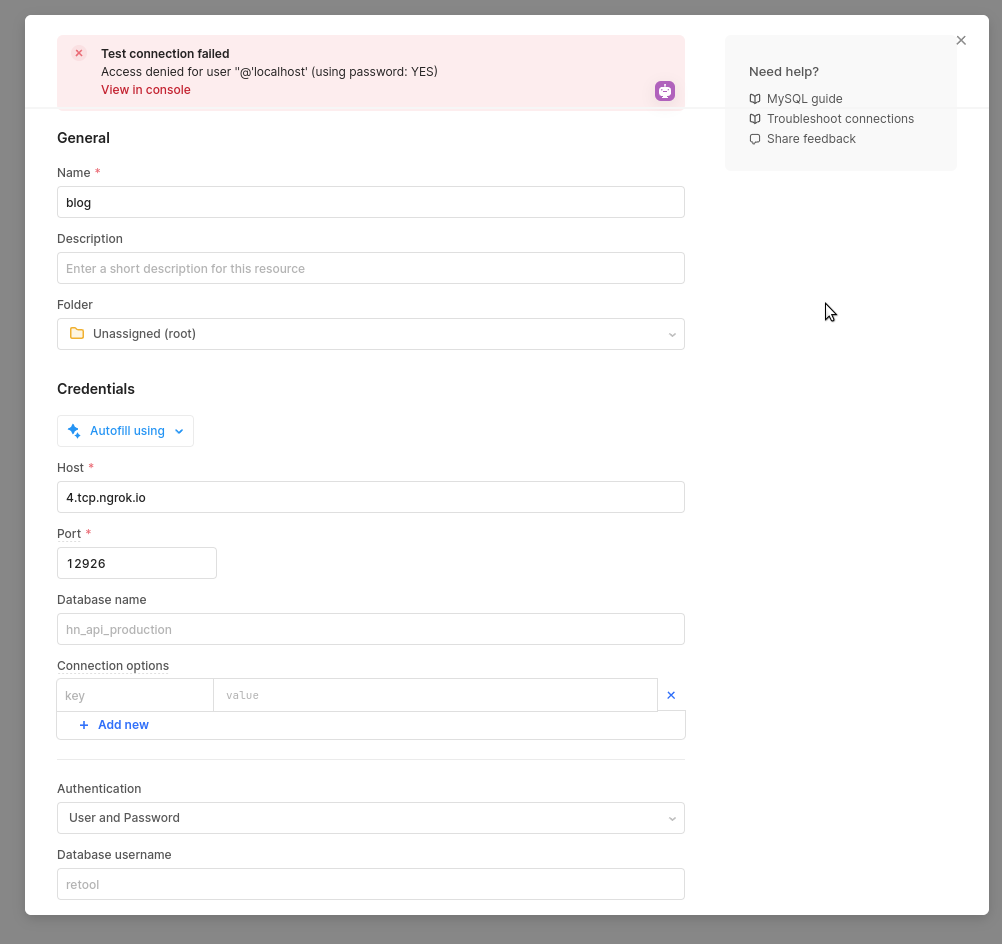 Test connection failed
Access denied for user ''@'localhost' (using password: YES)
View in console
Need help?
MySQL guide
Troubleshoot connections
Share feedback
General
Name *
blog
Description
Enter a short description for this resource
Folder
Unassigned (root)
Credentials
Autofill using
Host *
4.tcp.ngrok.io
Port *
12926
Database name
hn_api_production
Connection options
key value
+ Add new
Authentication
User and Password
Database username
retool